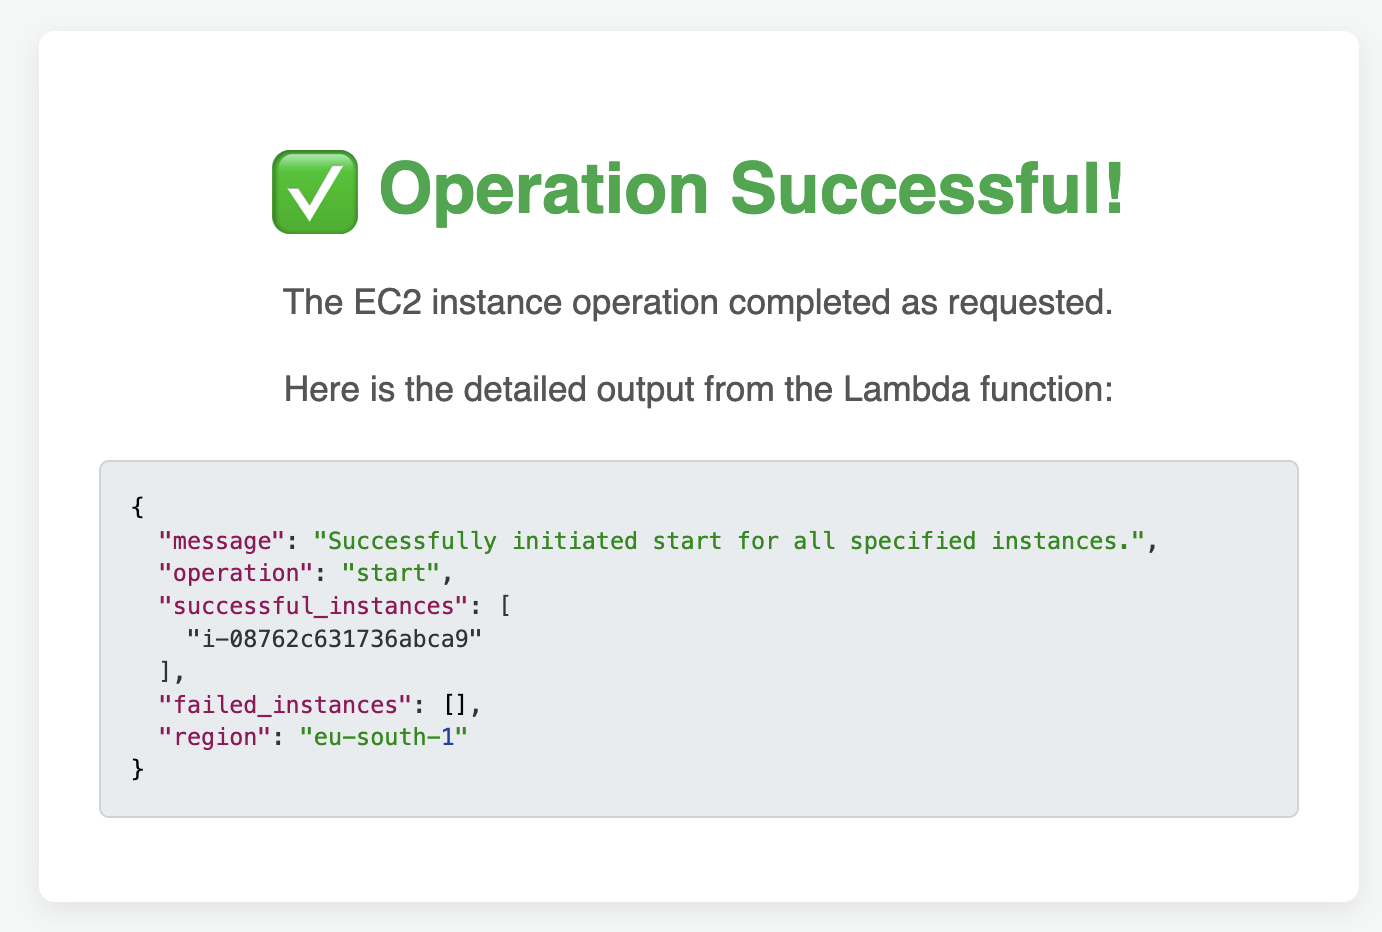 ✅ Operation Successful!
The EC2 instance operation completed as requested.
Here is the detailed output from the Lambda function:
{
  "message": "Successfully initiated start for all specified instances.",
  "operation": "start",
  "successful_instances": [
    "i-08762c631736abca9"
  ],
  "failed_instances": [],
  "region": "eu-south-1"
}